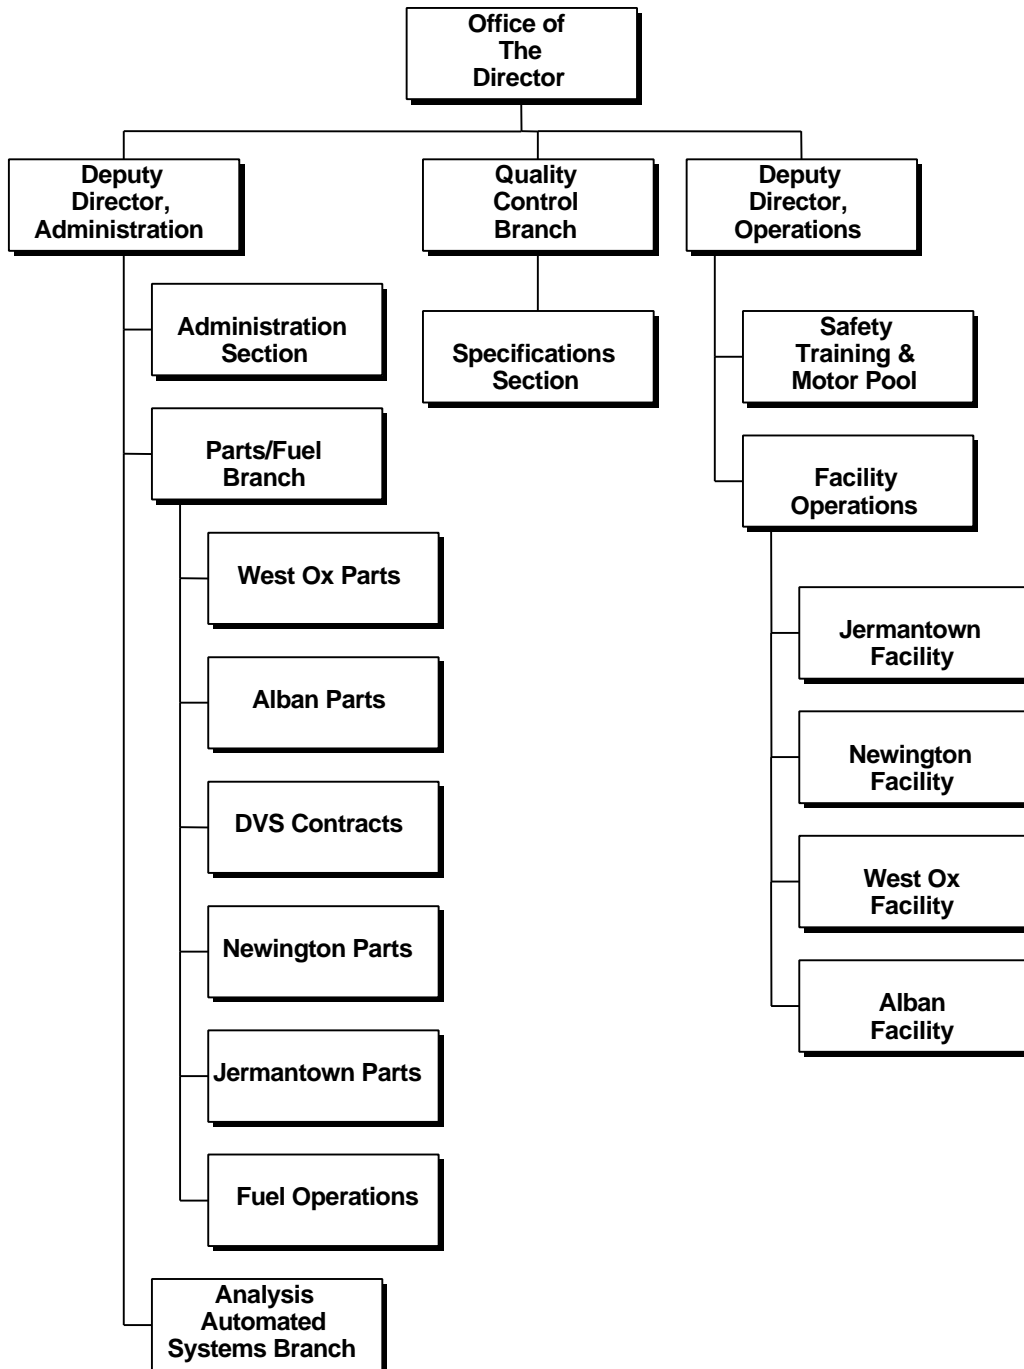 Office of
The
Director
Deputy
Director,
Administration
Quality
Control
Branch
Deputy
Director,
Operations
Administration
Section
Specifications
Section
Safety
Training &
Motor Pool
Parts/Fuel
Branch
Facility
Operations
West Ox Parts
Alban Parts
DVS Contracts
Newington Parts
Jermantown Parts
Fuel Operations
Jermantown
Facility
Newington
Facility
West Ox
Facility
Alban
Facility
Analysis
Automated
Systems Branch